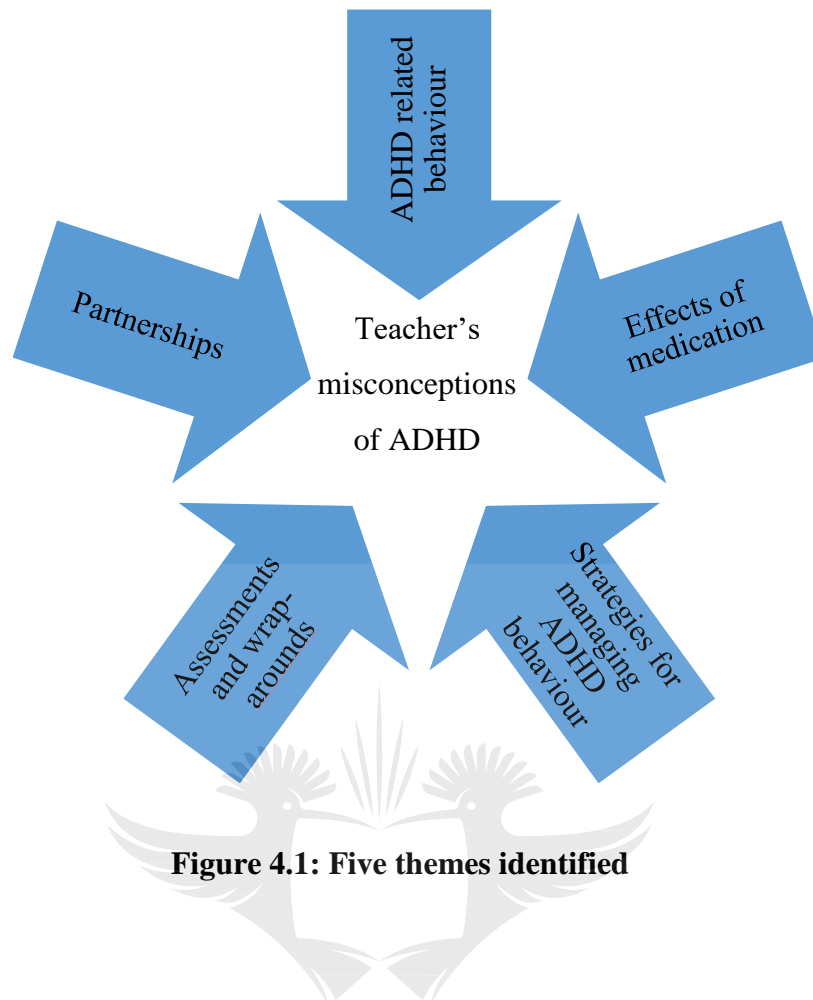 ADHD related
behaviour
Partnerships
Effects of
medication
Teacher’s
misconceptions
of ADHD
Assessments
and wrap-
arounds
Strategies for
managing
ADHD
behaviour
Figure 4.1: Five themes identified